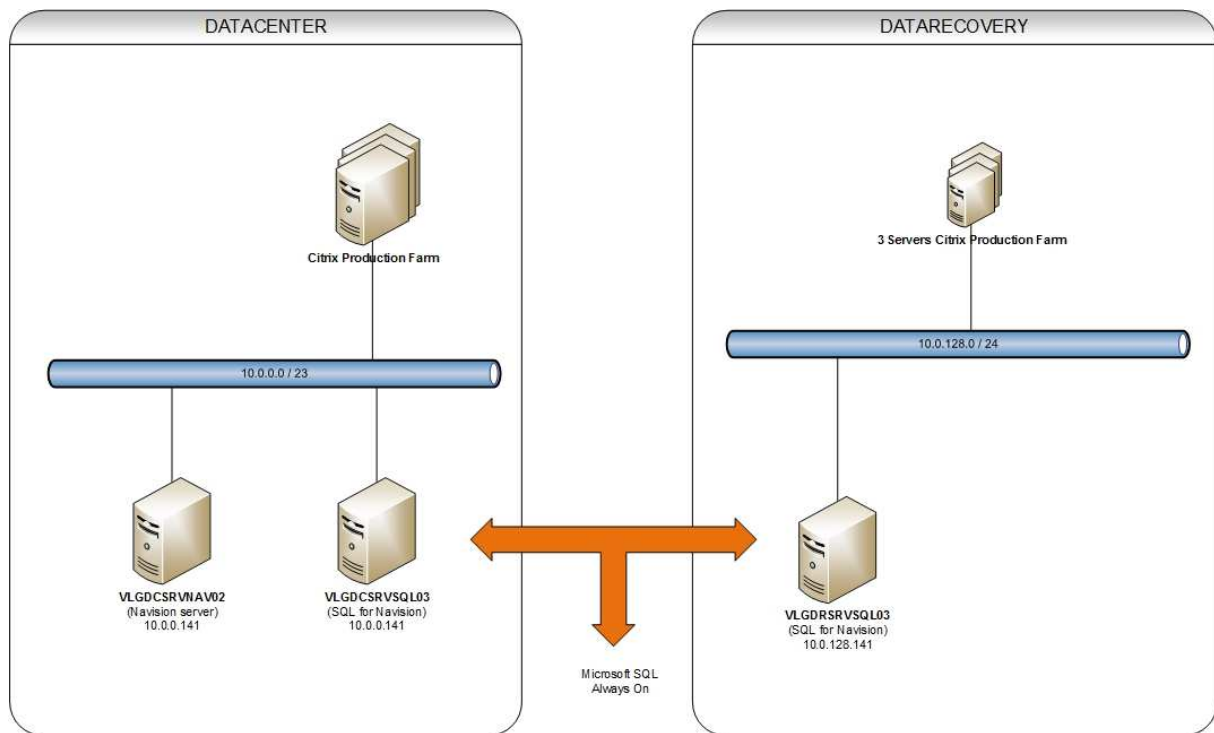 DATACENTER
DATARECOVERY
Citrix Production Farm
3 Servers Citrix Production Farm
10.0.0.0 / 23
10.0.128.0 / 24
VLGDCSRVNAV02
(Navision server)
10.0.0.141
VLGDCSRVSQL03
(SQL for Navision)
10.0.0.141
VLGDRSRVSQL03
(SQL for Navision)
10.0.128.141
Microsoft SQL
Always On